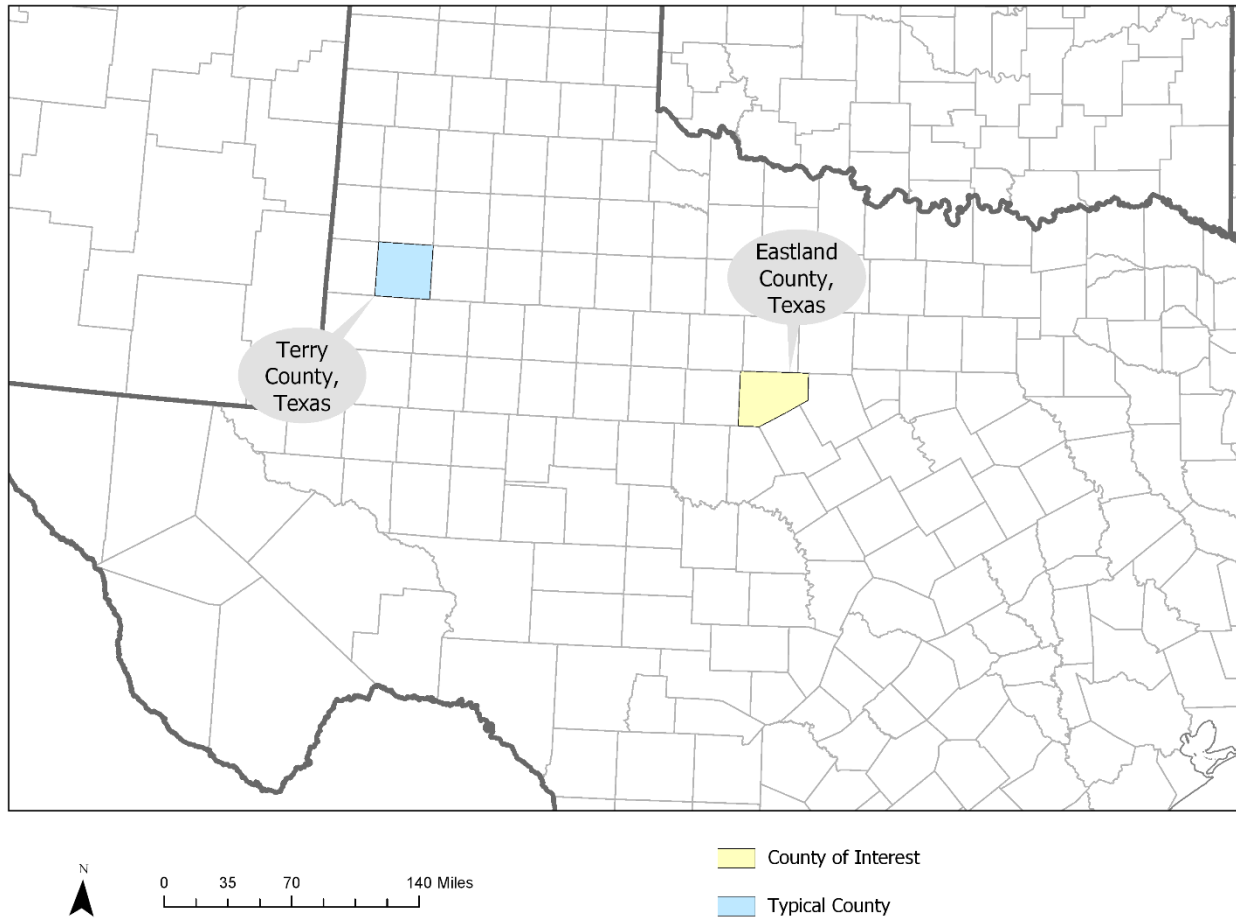 Eastland
County,
Texas
Terry
County,
Texas
N
0 35 70 140 Miles
County of Interest
Typical County